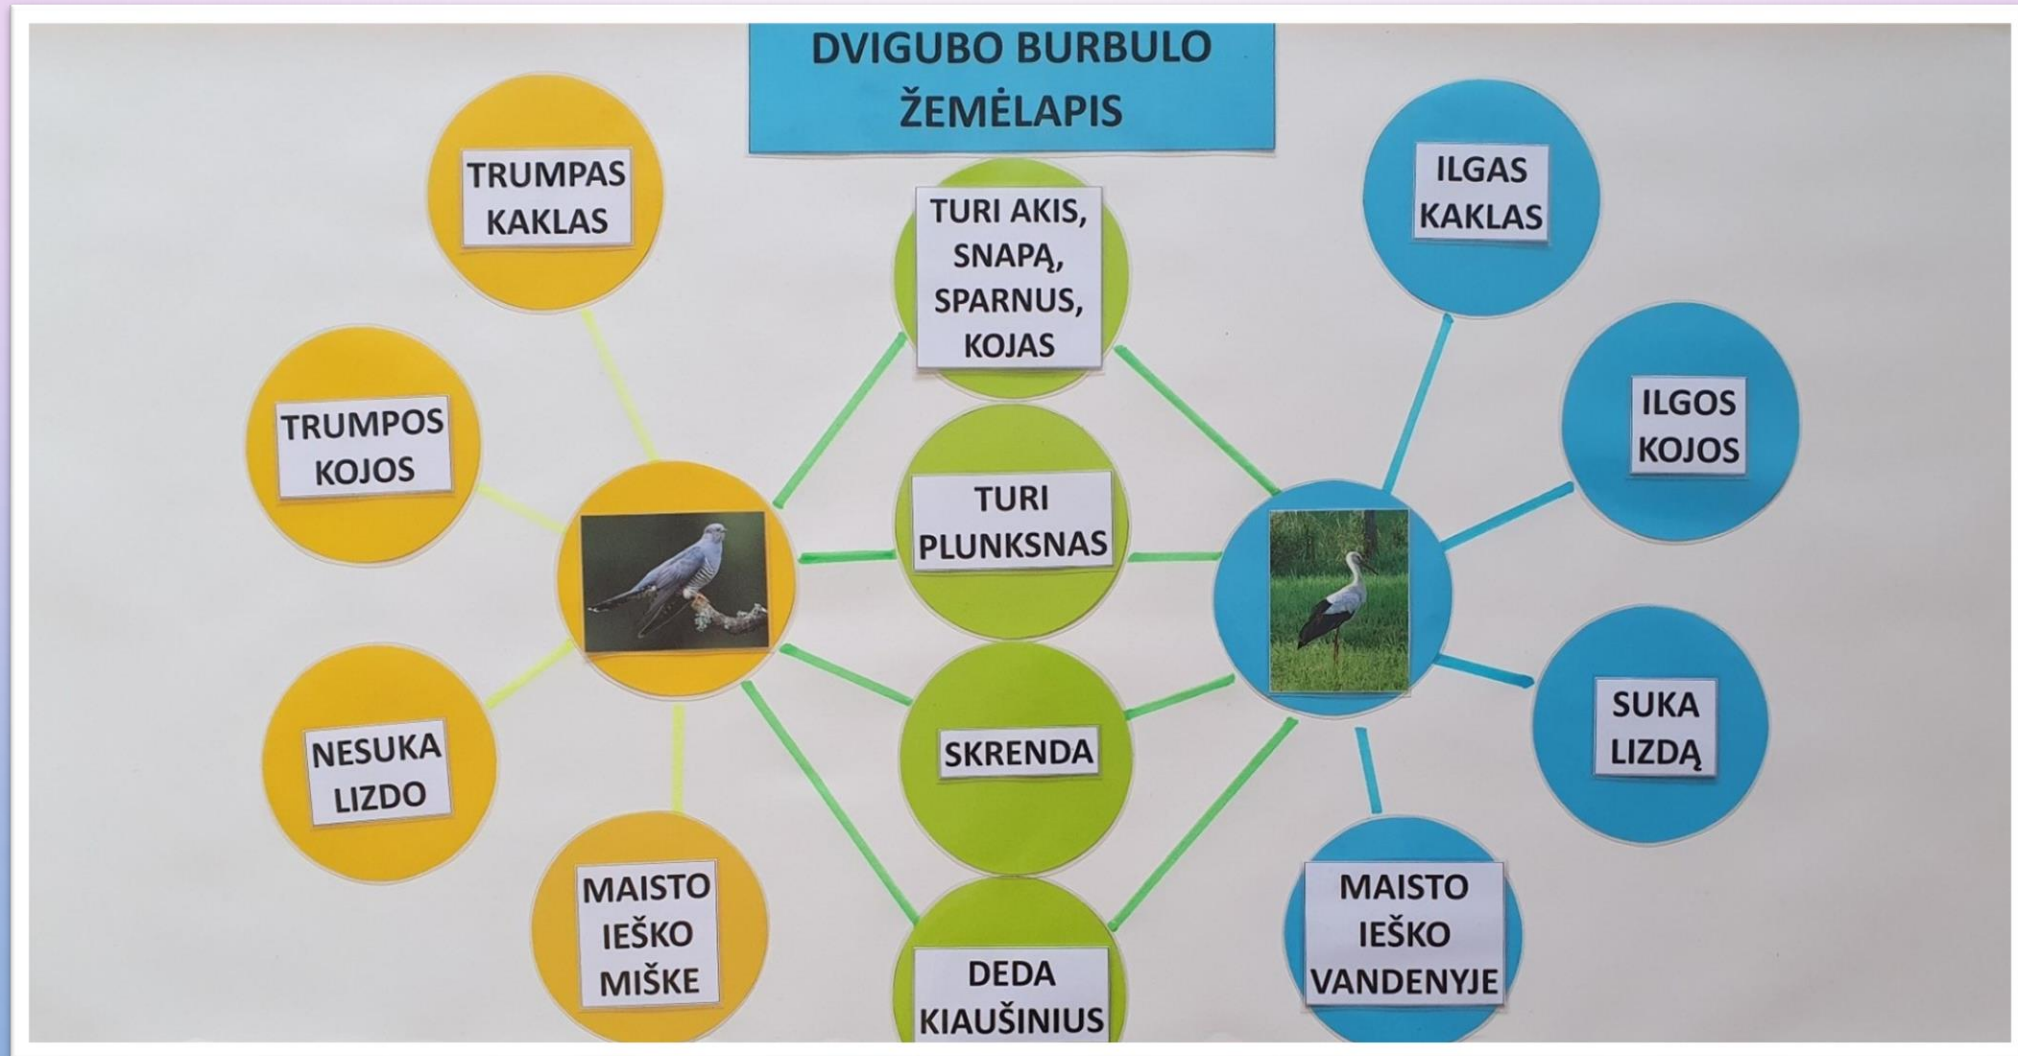 DVIGUBO BURBULO
ŽEMĖLAPIS
TRUMPAS
KAKLAS
TRUMPOS
KOJOS
NESUKA
LIZDO
MAISTO
IEŠKO
MIŠKE
TURI AKIS,
SNAPĄ,
SPARNUS,
KOJAS
TURI
PLUNKSNAS
SKRENDA
DEDA
KIAUŠINIUS
ILGAS
KAKLAS
ILGOS
KOJOS
SUKA
LIZDĄ
MAISTO
IEŠKO
VANDENYJE